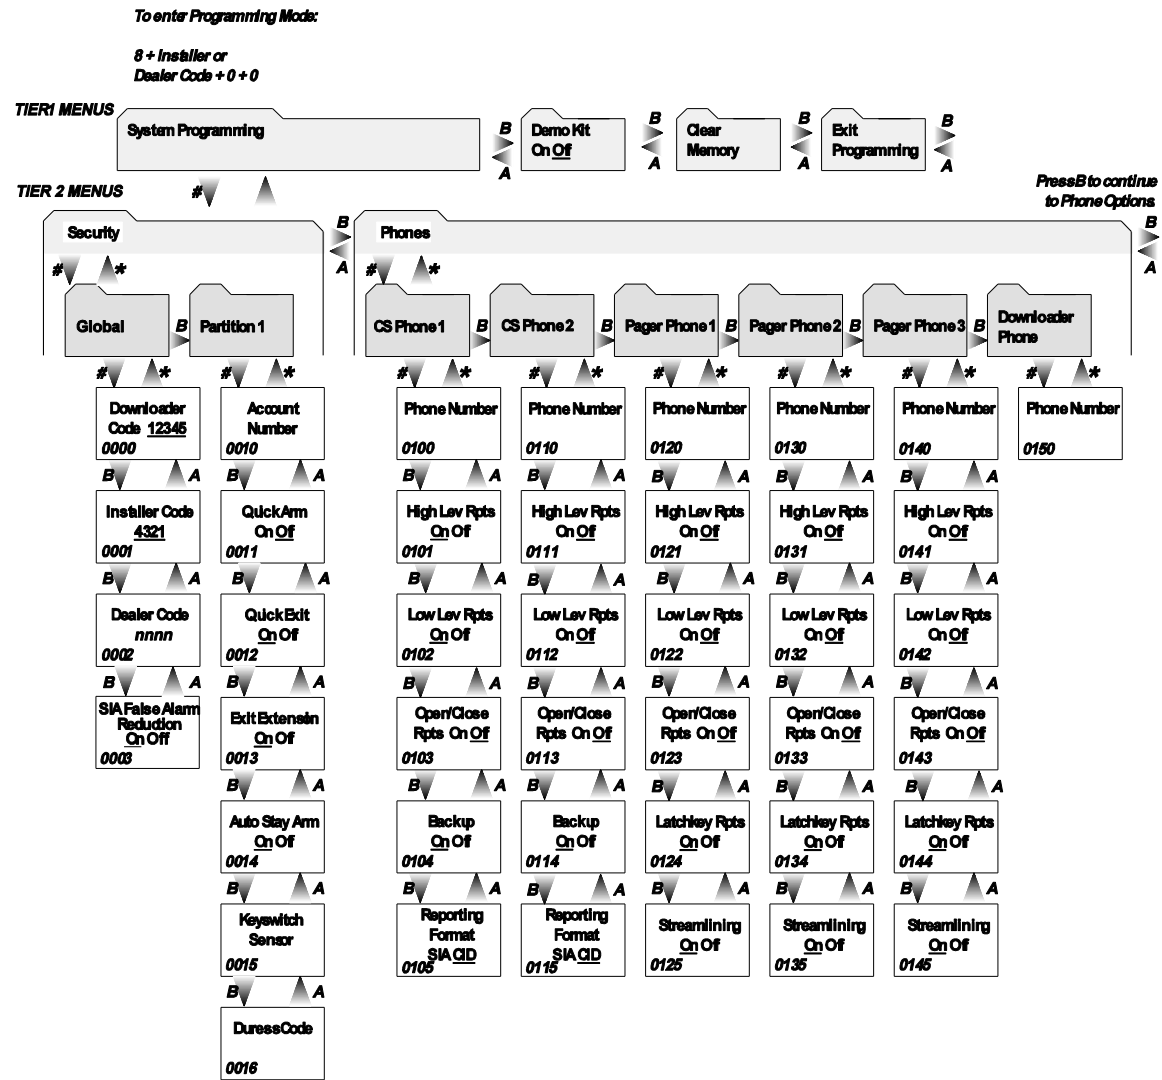 To enter Programming Mode:
8 + Installer or
Dealer Code + 0 + 0
TIER1 MENUS
System Programming
B
A
Demo Kit
On Off
B
A
Clear
Memory
B
A
Exit
Programming
B
A
TIER 2 MENUS
#
Press B to continue
to Phone Options.
Security
B
A
Phones
B
A
# *
# *
Global
B
Partition 1
CS Phone 1
B
CS Phone 2
B
Pager Phone 1
B
Pager Phone 2
B
Pager Phone 3
B
Downloader
Phone
# *
# *
# *
# *
# *
# *
# *
# *
Downloader
Code 12345
0000
B A
Installer Code
4321
0001
B A
Dealer Code
nnnn
0002
B A
SIA False Alarm
Reduction
On Off
0003
Account
Number
0010
B A
Quick Arm
On Off
0011
B A
Quick Exit
On Off
0012
B A
Exit Extensin
On Off
0013
B A
Auto Stay Arm
On Off
0014
B A
Keyswitch
Sensor
0015
B A
Duress Code
0016
Phone Number
0100
B A
High Lev Rpts
On Off
0101
B A
Low Lev Rpts
On Off
0102
B A
Open/Close
Rpts On Off
0103
B A
Backup
On Off
0104
B A
Reporting
Format
SIA CID
0105
Phone Number
0110
B A
High Lev Rpts
On Off
0111
B A
Low Lev Rpts
On Off
0112
B A
Open/Close
Rpts On Off
0113
B A
Backup
On Off
0114
B A
Reporting
Format
SIA CID
0115
Phone Number
0120
B A
High Lev Rpts
On Off
0121
B A
Low Lev Rpts
On Off
0122
B A
Open/Close
Rpts On Off
0123
B A
Latchkey Rpts
On Off
0124
B A
Streamlining
On Off
0125
Phone Number
0130
B A
High Lev Rpts
On Off
0131
B A
Low Lev Rpts
On Off
0132
B A
Open/Close
Rpts On Off
0133
B A
Latchkey Rpts
On Off
0134
B A
Streamlining
On Off
0135
Phone Number
0140
B A
High Lev Rpts
On Off
0141
B A
Low Lev Rpts
On Off
0142
B A
Open/Close
Rpts On Off
0143
B A
Latchkey Rpts
On Off
0144
B A
Streamlining
On Off
0145
Phone Number
0150